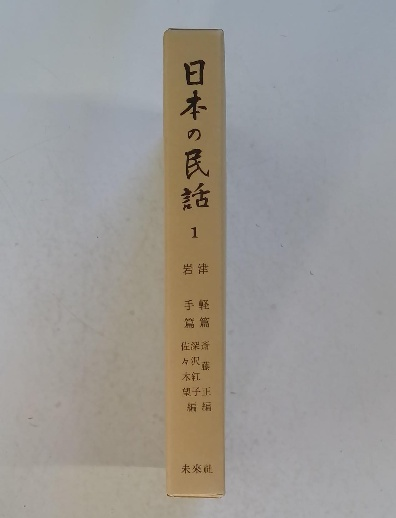 日本の民話
1
津軽篇
岩手篇
斎藤正編
深沢紅子
佐々木望編
未來社